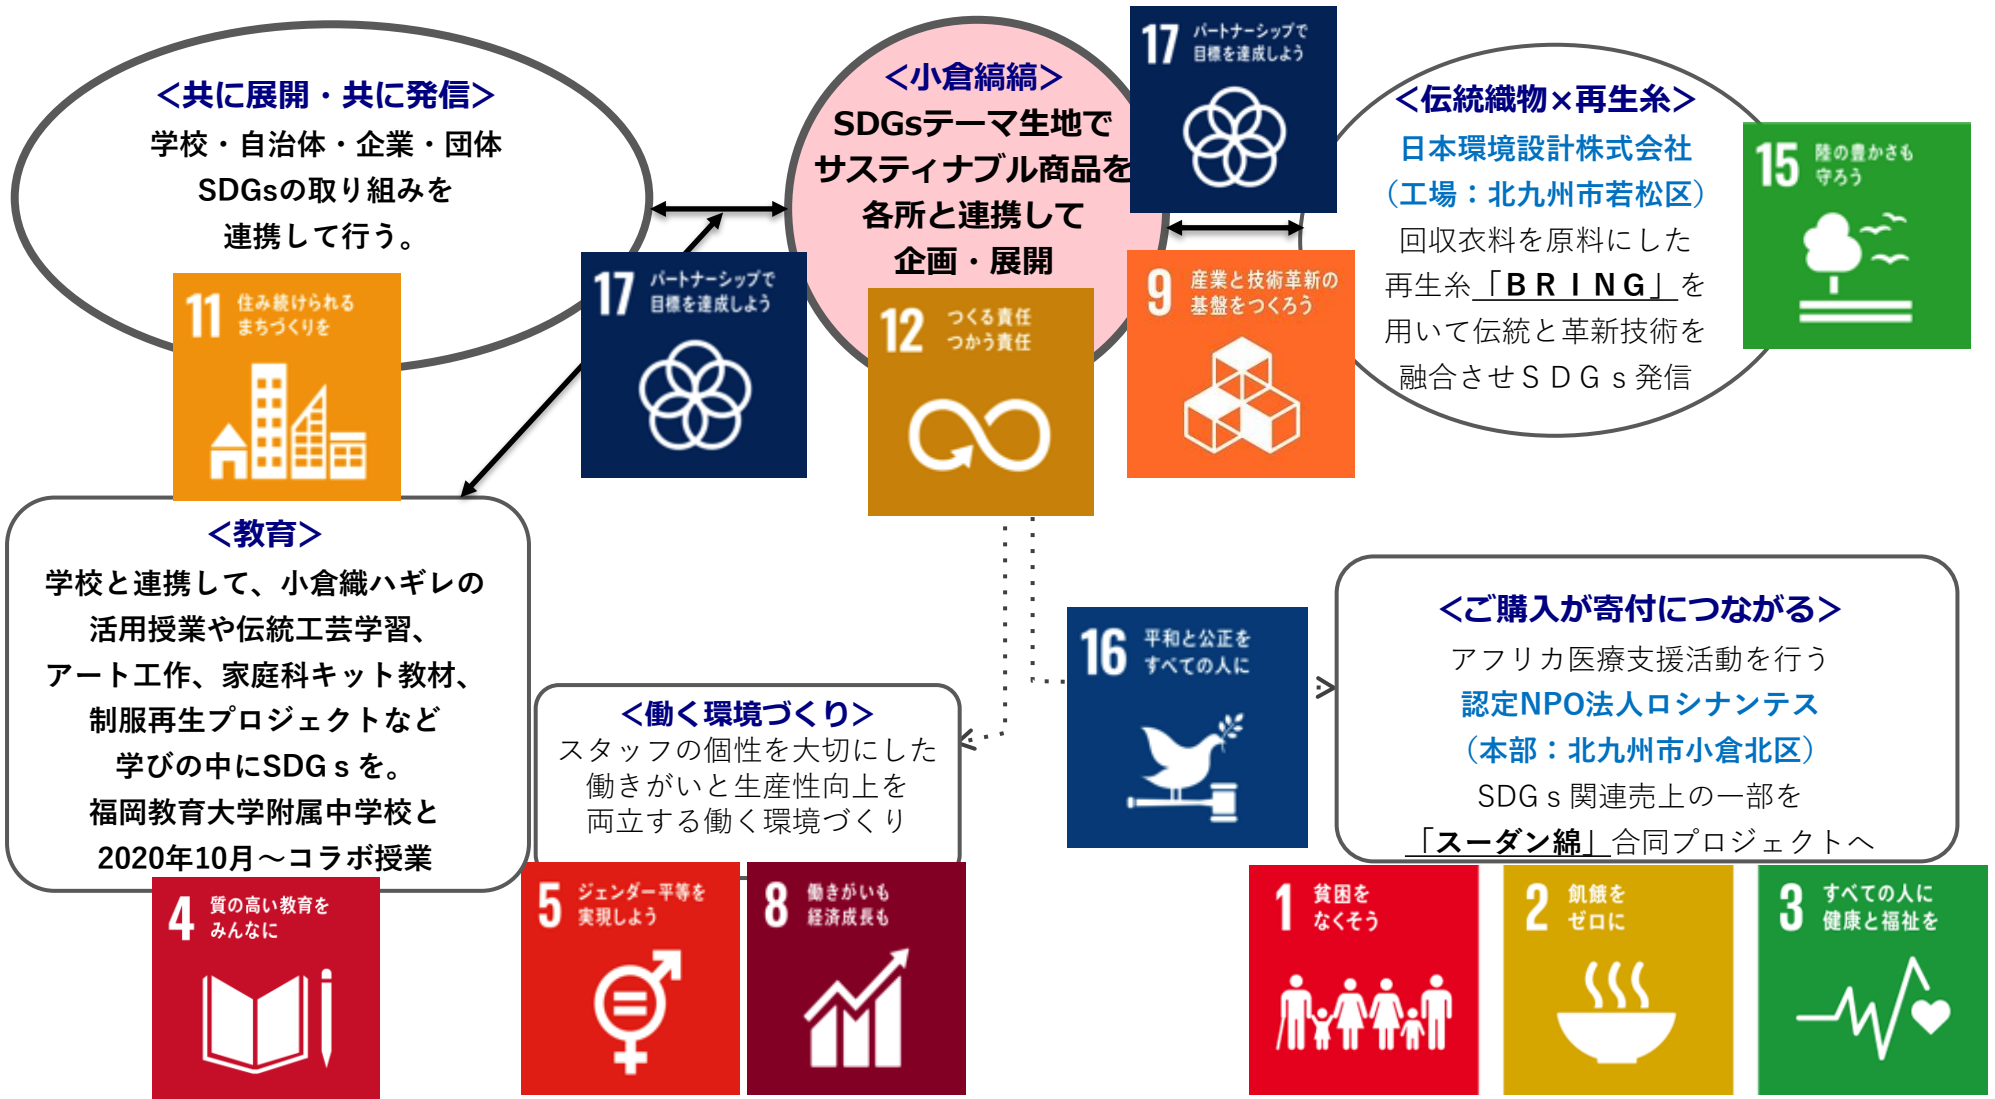 ＜共に展開・共に発信＞
学校・自治体・企業・団体
SDGsの取り組みを
連携して行う。
11 住み続けられる
まちづくりを
17 パートナーシップで
目標を達成しよう
＜小倉縞縞＞
SDGsテーマ生地で
サスティナブル商品を
各所と連携して
企画・展開
12 つくる責任
つかう責任
17 パートナーシップで
目標を達成しよう
9 産業と技術革新の
基盤をつくろう
＜伝統織物×再生糸＞
日本環境設計株式会社
（工場：北九州市若松区）
回収衣料を原料にした
再生糸「ＢＲＩＮＧ」を
用いて伝統と革新技術を
融合させＳＤＧｓ発信
15 陸の豊かさも
守ろう
＜教育＞
学校と連携して、小倉織ハギレの
活用授業や伝統工芸学習、
アート工作、家庭科キット教材、
制服再生プロジェクトなど
学びの中にSDGｓを。
福岡教育大学附属中学校と
2020年10月～コラボ授業
4 質の高い教育を
みんなに
＜働く環境づくり＞
スタッフの個性を大切にした
働きがいと生産性向上を
両立する働く環境づくり
5 ジェンダー平等を
実現しよう
8 働きがいも
経済成長も
16 平和と公正を
すべての人に
＜ご購入が寄付につながる＞
アフリカ医療支援活動を行う
認定NPO法人ロシナンテス
（本部：北九州市小倉北区）
SDGｓ関連売上の一部を
「スーダン綿」合同プロジェクトへ
1 貧困を
なくそう
2 飢餓を
ゼロに
3 すべての人に
健康と福祉を